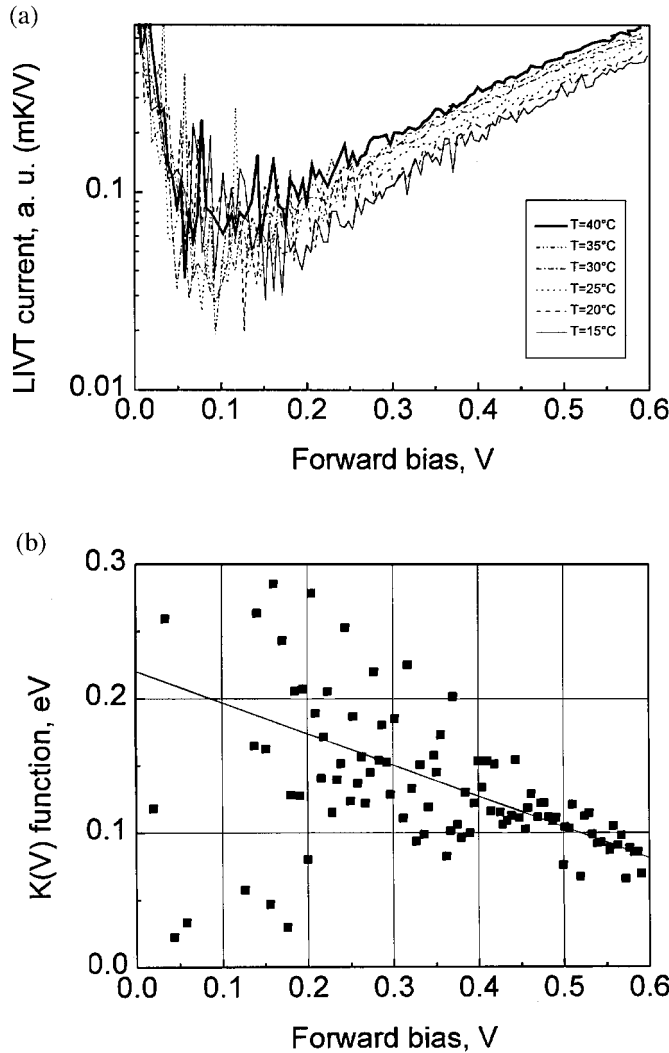 (a)
LIVT current, a. u. (mK/V)
0.1
0.01
T=40°C
T=35°C
T=30°C
T=25°C
T=20°C
T=15°C
0.0 0.1 0.2 0.3 0.4 0.5 0.6
Forward bias, V
(b)
K(V) function, eV
0.3
0.2
0.1
0.0
0.0 0.1 0.2 0.3 0.4 0.5 0.6
Forward bias, V